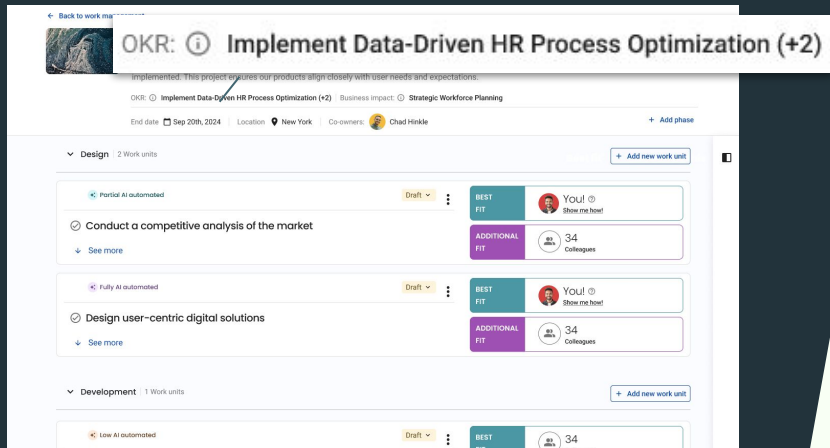 ← Back to work
OKR: Implement Data-Driven HR Process Optimization (+2)
implemented. This project ensures our products align closely with user needs and expectations.
OKR: Implement Data-Driven HR Process Optimization (+2) Business impact: Strategic Workforce Planning
End date Sep 20th, 2024 Location New York Co-owners: Chad Hinkle + Add phase
Design 2 Work units + Add new work unit
Partial AI automated Draft
BEST FIT You! Show me how!
Conduct a competitive analysis of the market
ADDITIONAL FIT 34 Colleagues
See more
Fully AI automated Draft
BEST FIT You! Show me how!
Design user-centric digital solutions
ADDITIONAL FIT 34 Colleagues
See more
Development 1 Work units + Add new work unit
Low AI automated Draft
BEST 34